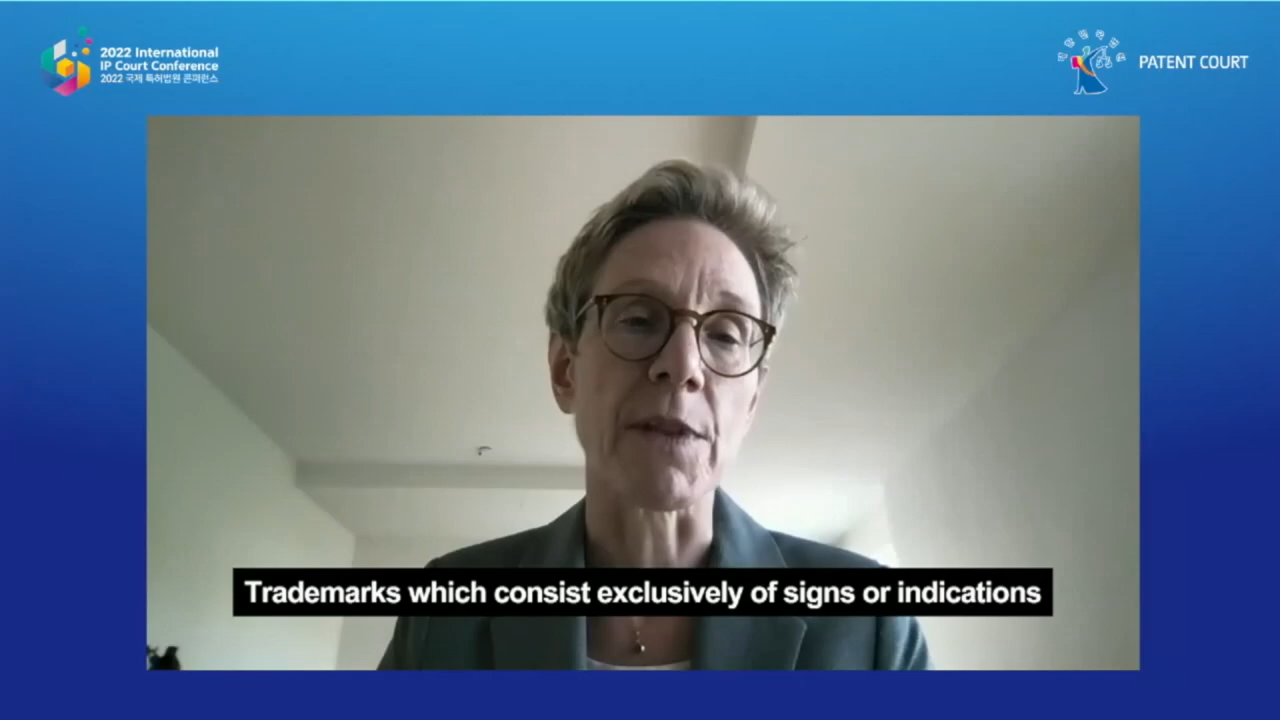 2022 International
IP Court Conference
2022 국제 특허법원 콘퍼런스
PATENT COURT
Trademarks which consist exclusively of signs or indications